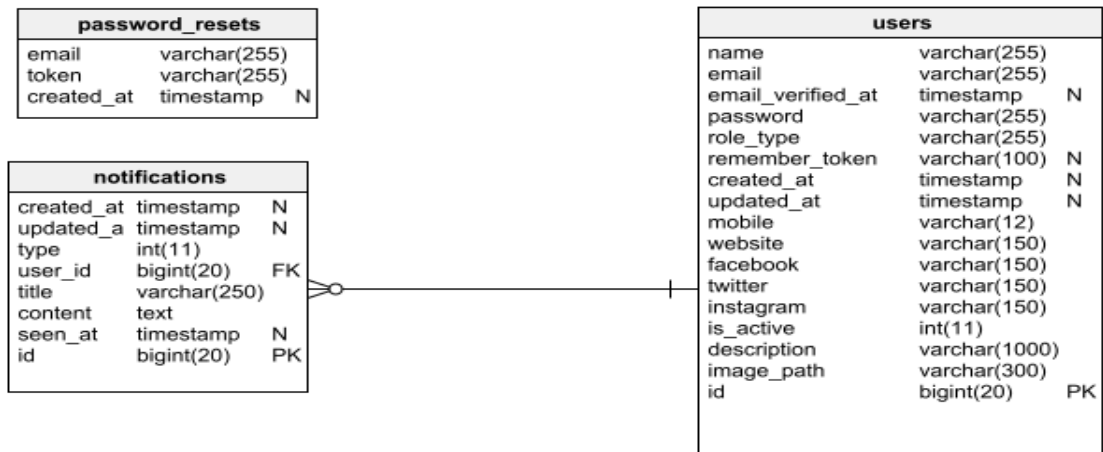 password_resets
email varchar(255)
token varchar(255)
created_at timestamp N
notifications
created_at timestamp N
updated_a timestamp N
type int(11)
user_id bigint(20) FK
title varchar(250)
content text
seen_at timestamp N
id bigint(20) PK
users
name varchar(255)
email varchar(255)
email_verified_at timestamp N
password varchar(255)
role_type varchar(255)
remember_token varchar(100) N
created_at timestamp N
updated_at timestamp N
mobile varchar(12)
website varchar(150)
facebook varchar(150)
twitter varchar(150)
instagram varchar(150)
is_active int(11)
description varchar(1000)
image_path varchar(300)
id bigint(20) PK